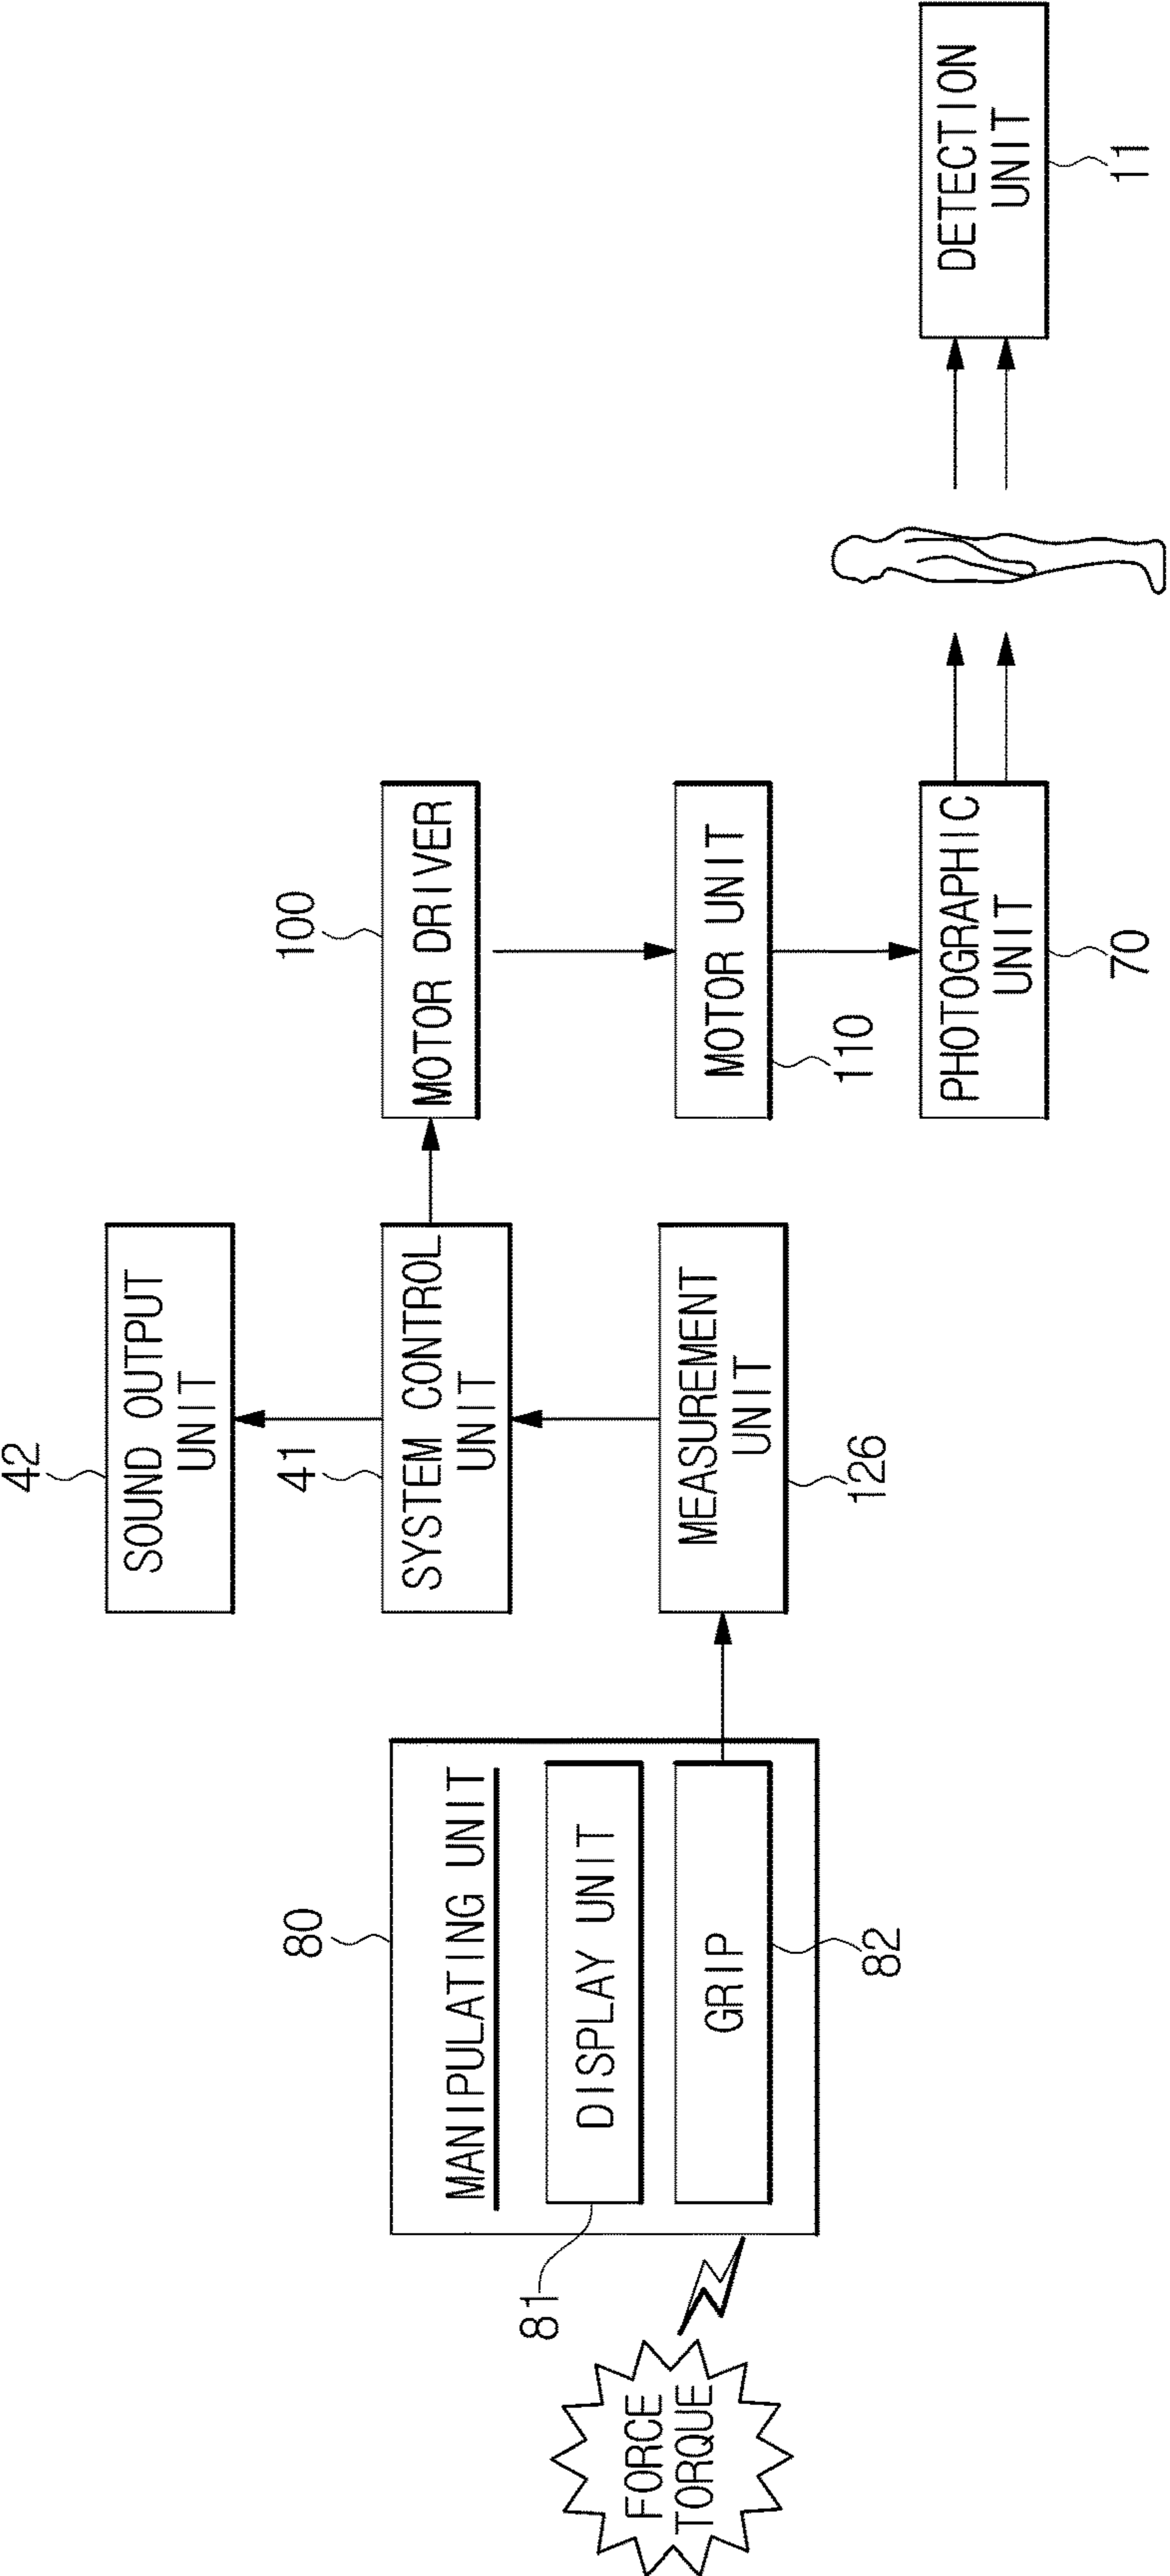 FORCE
TORQUE
80
MANIPULATING UNIT
81
DISPLAY UNIT
GRIP
82
42
SOUND OUTPUT
UNIT
41
SYSTEM CONTROL
UNIT
MEASUREMENT
UNIT
126
100
MOTOR DRIVER
MOTOR UNIT
110
PHOTOGRAPHIC
UNIT
70
DETECTION
UNIT
11